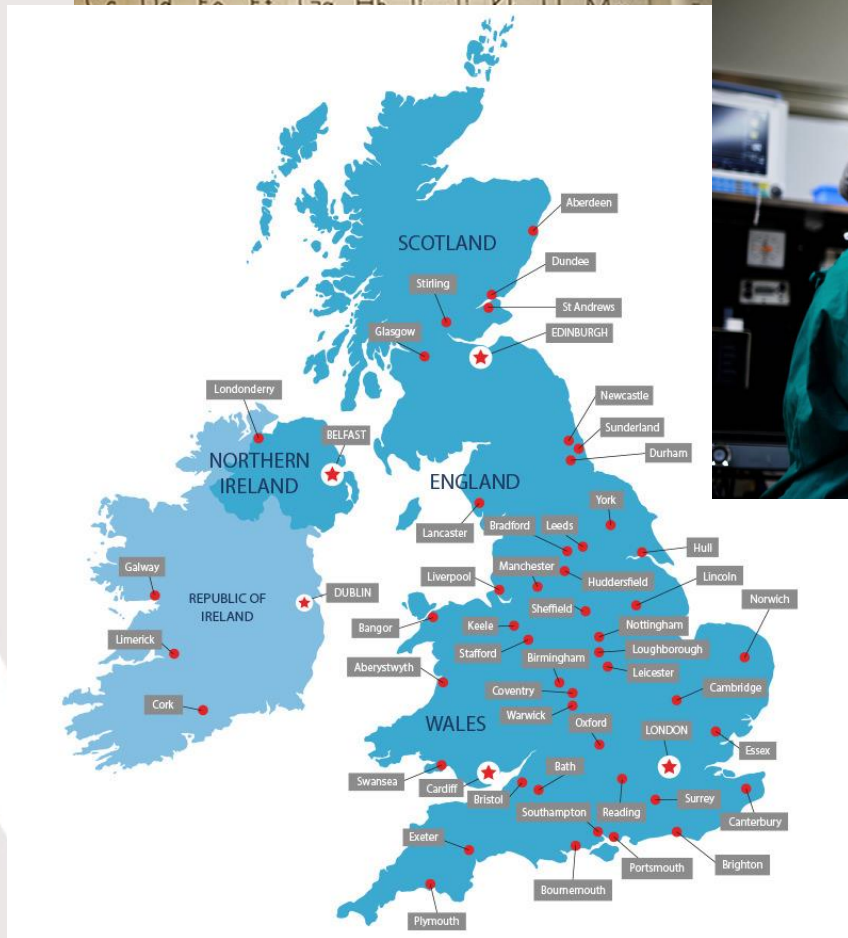 Aberdeen
SCOTLAND
Dundee
Stirling
St Andrews
Glasgow
EDINBURGH
Londonderry
Newcastle
Sunderland
BELFAST
Durham
NORTHERN
IRELAND
ENGLAND
York
Lancaster
Bradford
Leeds
Hull
Galway
Manchester
Liverpool
Huddersfield
Lincoln
REPUBLIC OF
IRELAND
DUBLIN
Norwich
Sheffield
Bangor
Keele
Nottingham
Limerick
Stafford
Loughborough
Birmingham
Aberystwyth
Leicester
Coventry
Cambridge
Cork
Warwick
WALES
Oxford
LONDON
Essex
Swansea
Cardiff
Bath
Bristol
Surrey
Southampton
Reading
Canterbury
Exeter
Portsmouth
Brighton
Bournemouth
Plymouth